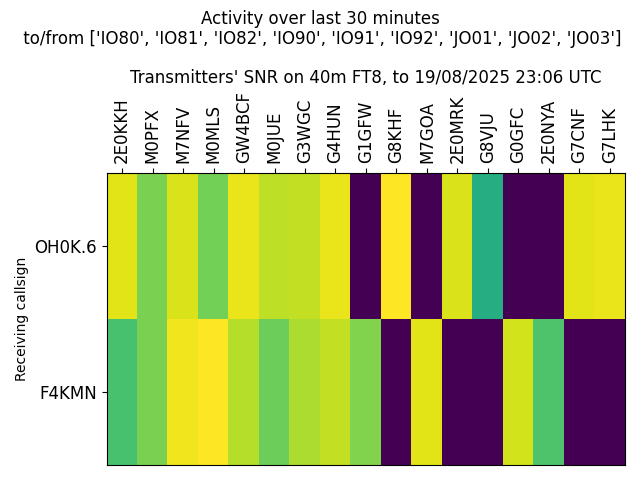 Activity over last 30 minutes
to/from ['IO80', 'IO81', 'IO82', 'IO90', 'IO91', 'IO92', 'JO01', 'JO02', 'JO03']
Transmitters' SNR on 40m FT8, to 19/08/2025 23:06 UTC
2E0KKH
M0PFX
M7NFV
M0MLS
GW4BCF
M0JUE
G3WGC
G4HUN
G1GFW
G8KHF
M7GOA
2E0MRK
G8VJU
G0GFC
2E0NYA
G7CNF
G7LHK
Receiving callsign
OH0K.6
F4KMN